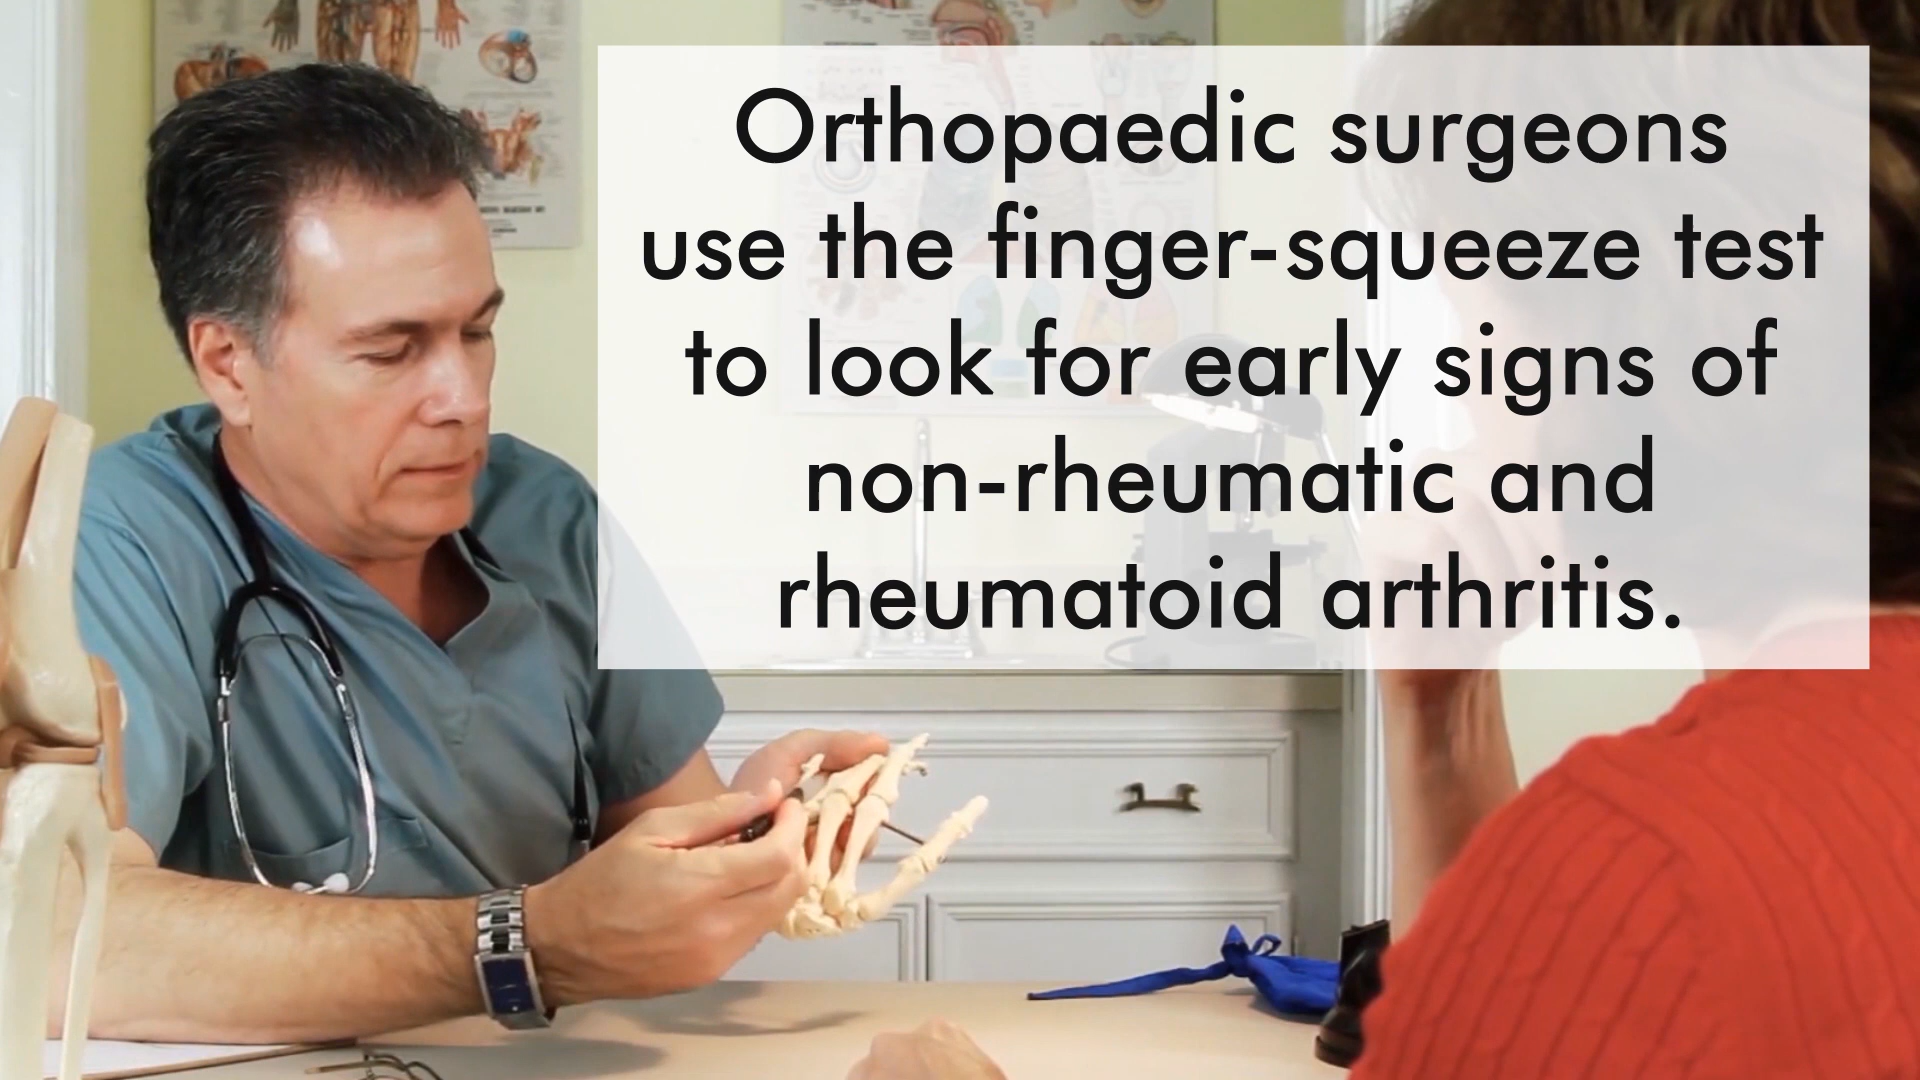 Orthopaedic surgeons
use the finger-squeeze test
to look for early signs of
non-rheumatic and
rheumatoid arthritis.